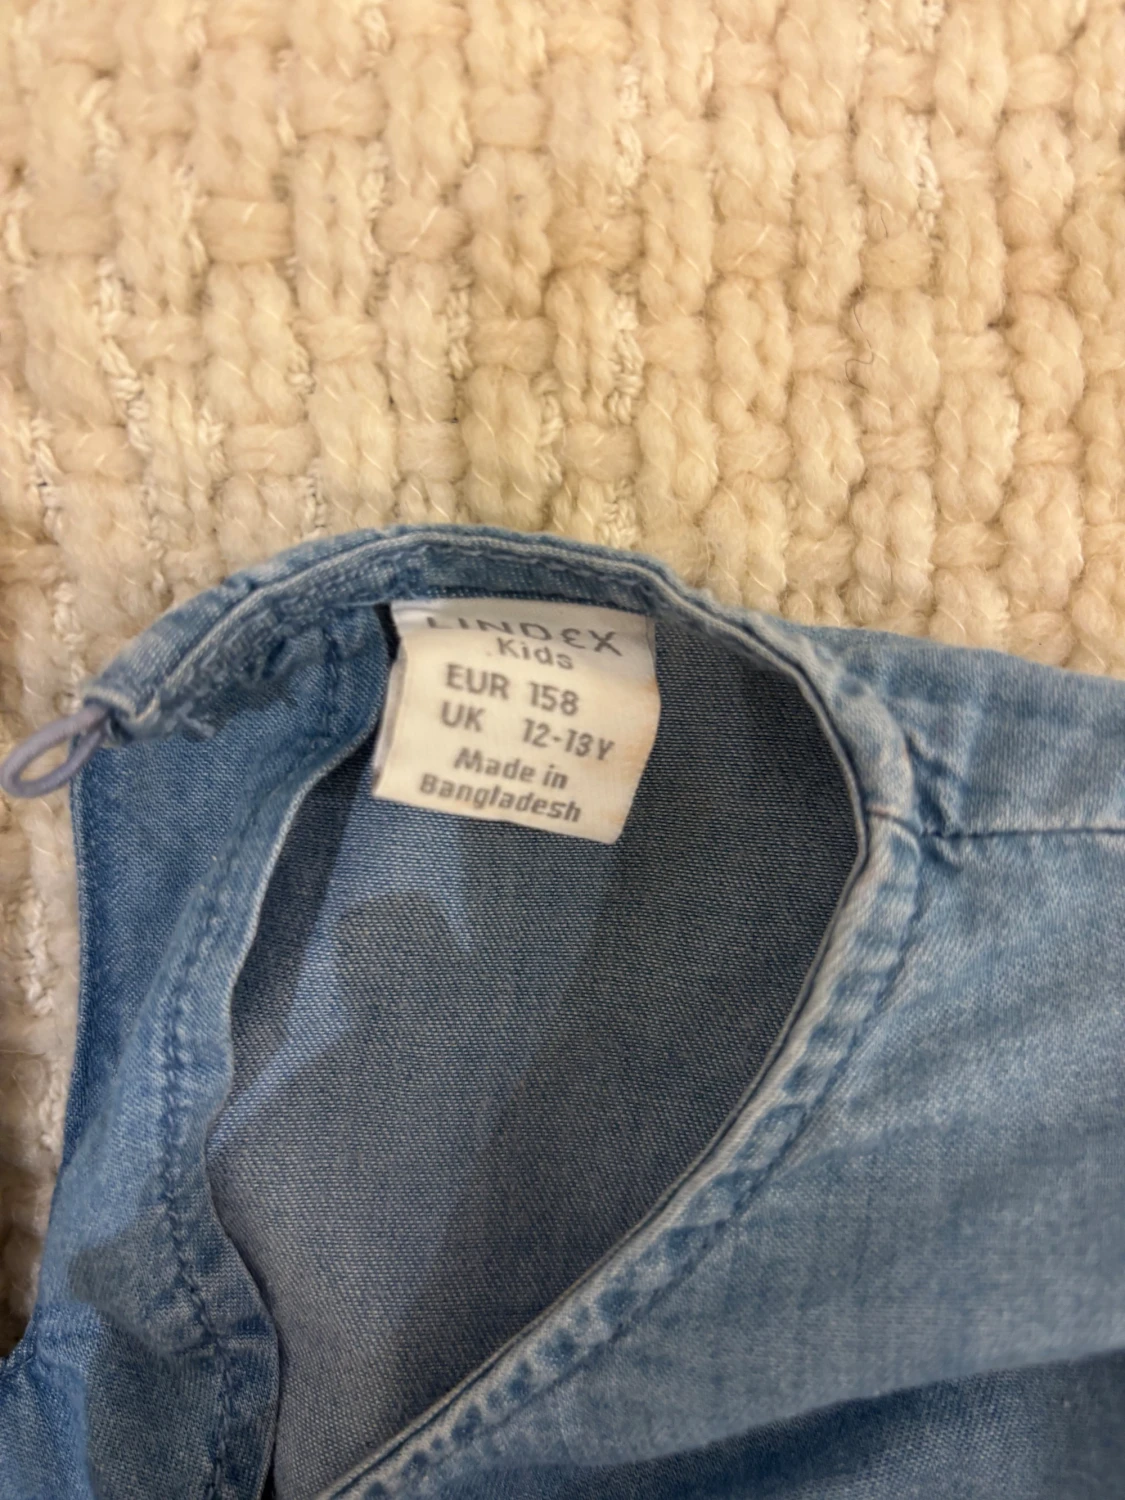 LINDEX
Kids
EUR 158
UK 12-13Y
Made in
Bangladesh